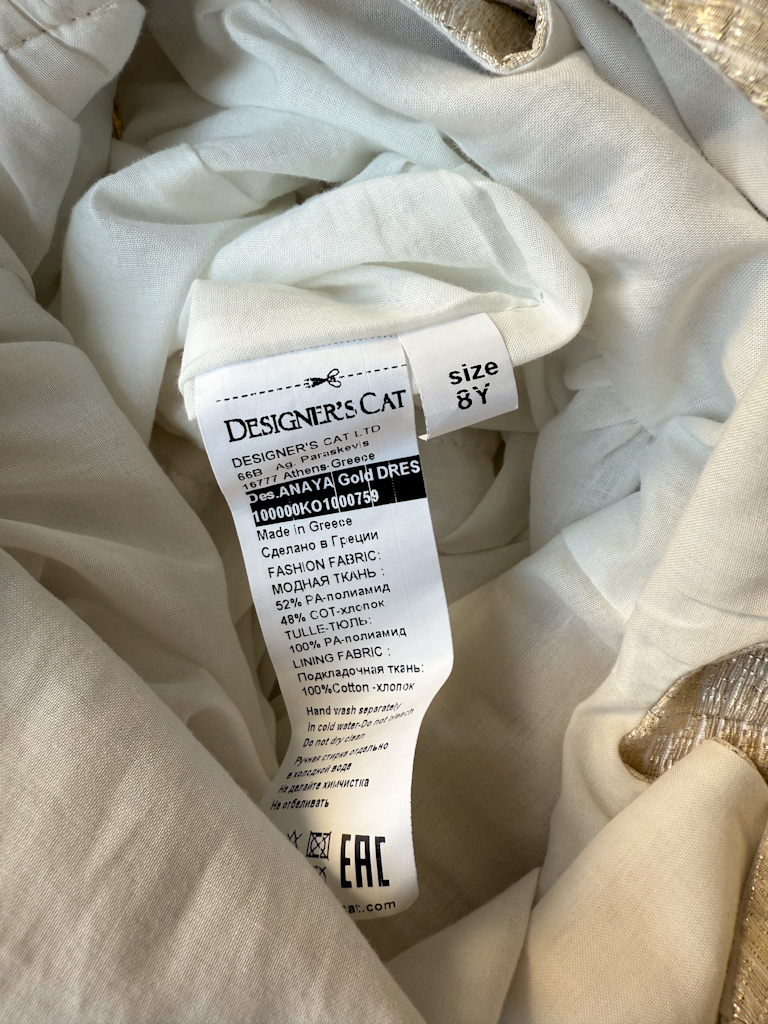 DESIGNER'S CAT
size
8Y
DESIGNER'S CAT LTD
66B Ag. Paraskevis
16777 Athens-Greece
Des.ANAYA Gold DRES
100000KO1000759
Made in Greece
Сделано в Греции
FASHION FABRIC:
МОДНАЯ ТКАНЬ :
52% PA-полиамид
48% COT-хлопок
TULLE-ТЮЛЬ:
100% PA-полиамид
LINING FABRIC :
Подкладочная ткань:
100%Cotton -хлопок
Hand wash separately
In cold water-Do not bleach
Do not dry clean
Ручная стирка отдельно
в холодной воде
Не делайте химчистка
Не отбеливать
EAC
at.com